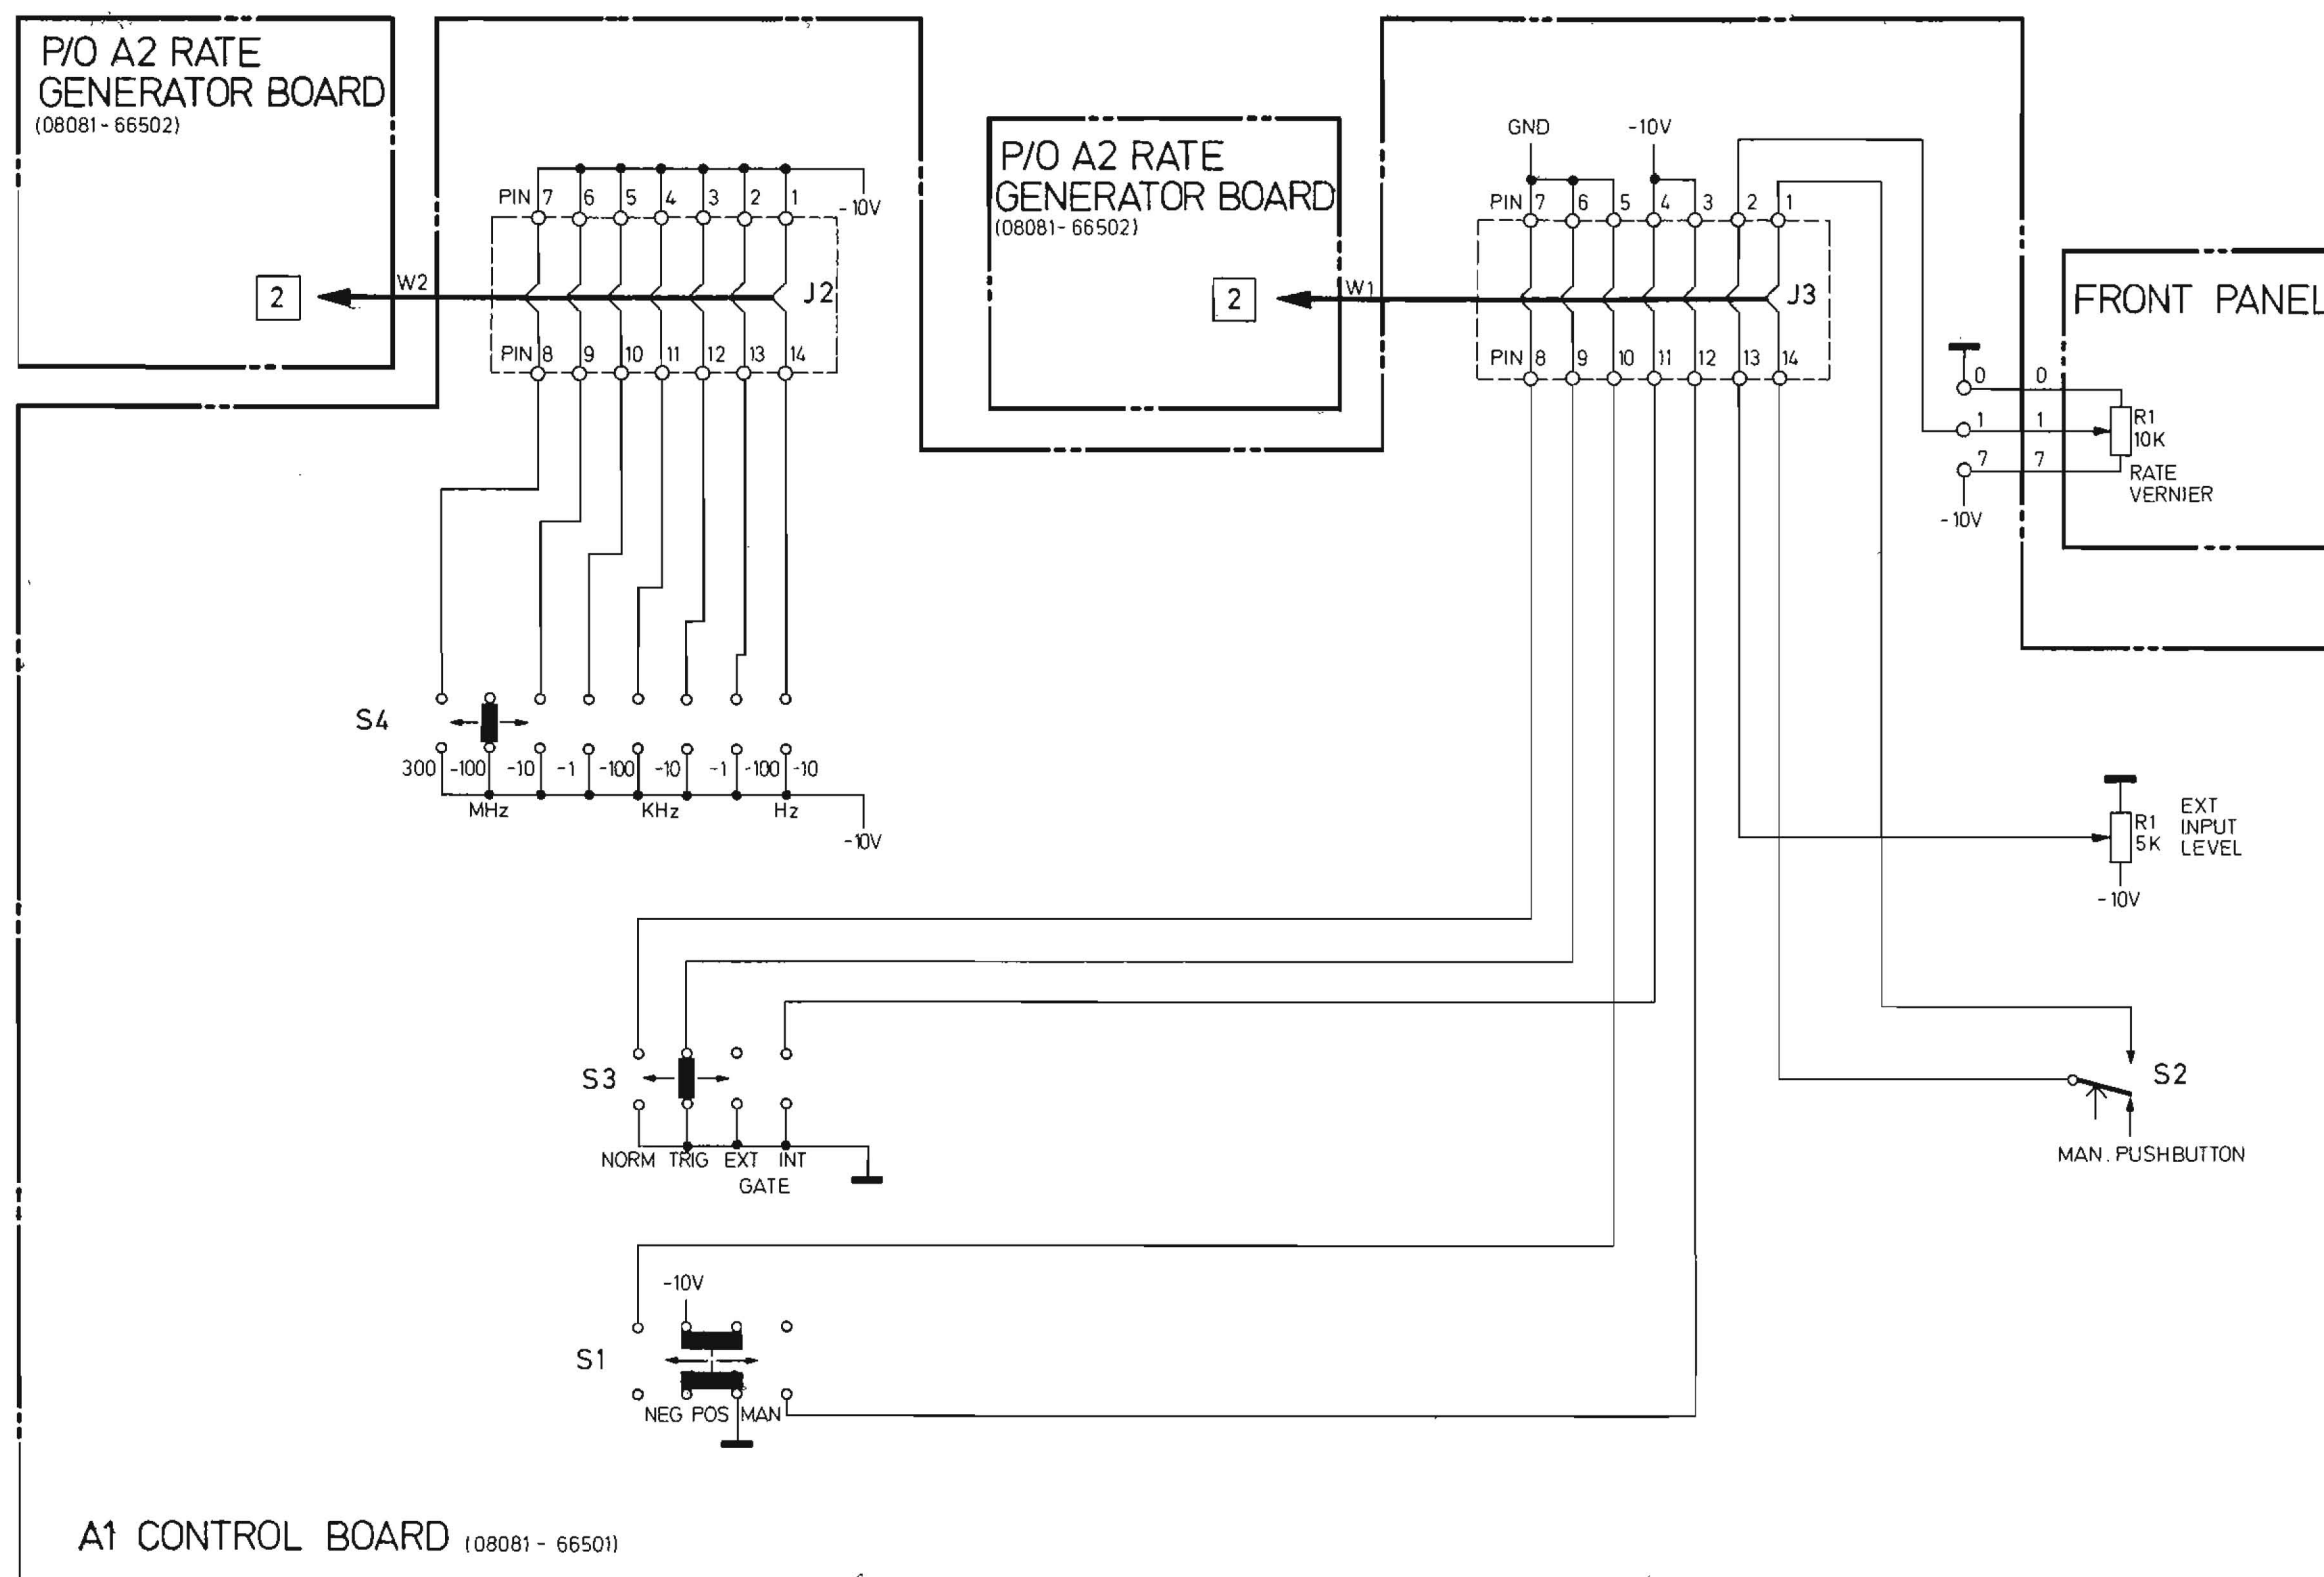 P/O A2 RATE
GENERATOR BOARD
(08081-66502)
2
W2
PIN 7 6 5 4 3 2 1
-10V
J2
PIN 8 9 10 11 12 13 14
P/O A2 RATE
GENERATOR BOARD
(08081-66502)
2
W1
GND
-10V
PIN 7 6 5 4 3 2 1
J3
PIN 8 9 10 11 12 13 14
FRONT PANEL
0 0
1 1
7 7
R1
10K
RATE
VERNIER
-10V
S4
300 -100 -10 -1 -100 -10 -1 -100 -10
MHz KHz Hz
-10V
R1
5K
EXT
INPUT
LEVEL
-10V
S3
NORM TRIG EXT INT
GATE
S2
MAN. PUSHBUTTON
-10V
S1
NEG POS MAN
A1 CONTROL BOARD (08081-66501)